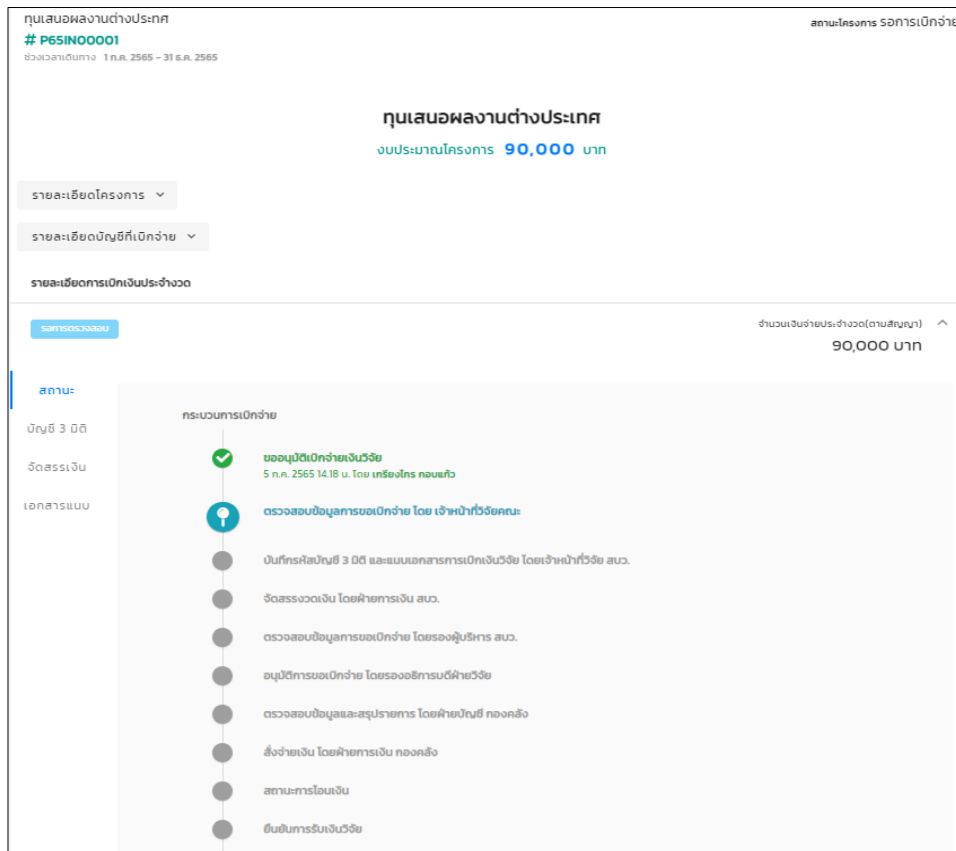 ทุนเสนอผลงานต่างประเทศ
สถานะโครงการ รอการเบิกจ่าย
# P65IN00001
ช่วงเวลาเดินทาง 1 ก.ค. 2565 - 31 ธ.ค. 2565
ทุนเสนอผลงานต่างประเทศ
งบประมาณโครงการ 90,000 บาท
รายละเอียดโครงการ
รายละเอียดบัญชีที่เบิกจ่าย
รายละเอียดการเบิกเงินประจำงวด
รอการตรวจสอบ
จำนวนเงินจ่ายประจำงวด(ตามสัญญา)
90,000 บาท
สถานะ
บัญชี 3 มิติ
จัดสรรเงิน
เอกสารแนบ
กระบวนการเบิกจ่าย
ขออนุมัติเบิกจ่ายเงินวิจัย
5 ก.ค. 2565 14.18 น. โดย เกรียงไกร กอบแก้ว
ตรวจสอบข้อมูลการขอเบิกจ่าย โดย เจ้าหน้าที่วิจัยคณะ
บันทึกรหัสบัญชี 3 มิติ และแบบเอกสารการเบิกเงินวิจัย โดยเจ้าหน้าที่วิจัย สบว.
จัดสรรงวดเงิน โดยฝ่ายการเงิน สบว.
ตรวจสอบข้อมูลการขอเบิกจ่าย โดยรองผู้บริหาร สบว.
อนุมัติการขอเบิกจ่าย โดยรองอธิการบดีฝ่ายวิจัย
ตรวจสอบข้อมูลและสรุปรายการ โดยฝ่ายบัญชี กองคลัง
สั่งจ่ายเงิน โดยฝ่ายการเงิน กองคลัง
สถานะการโอนเงิน
ยืนยันการรับเงินวิจัย